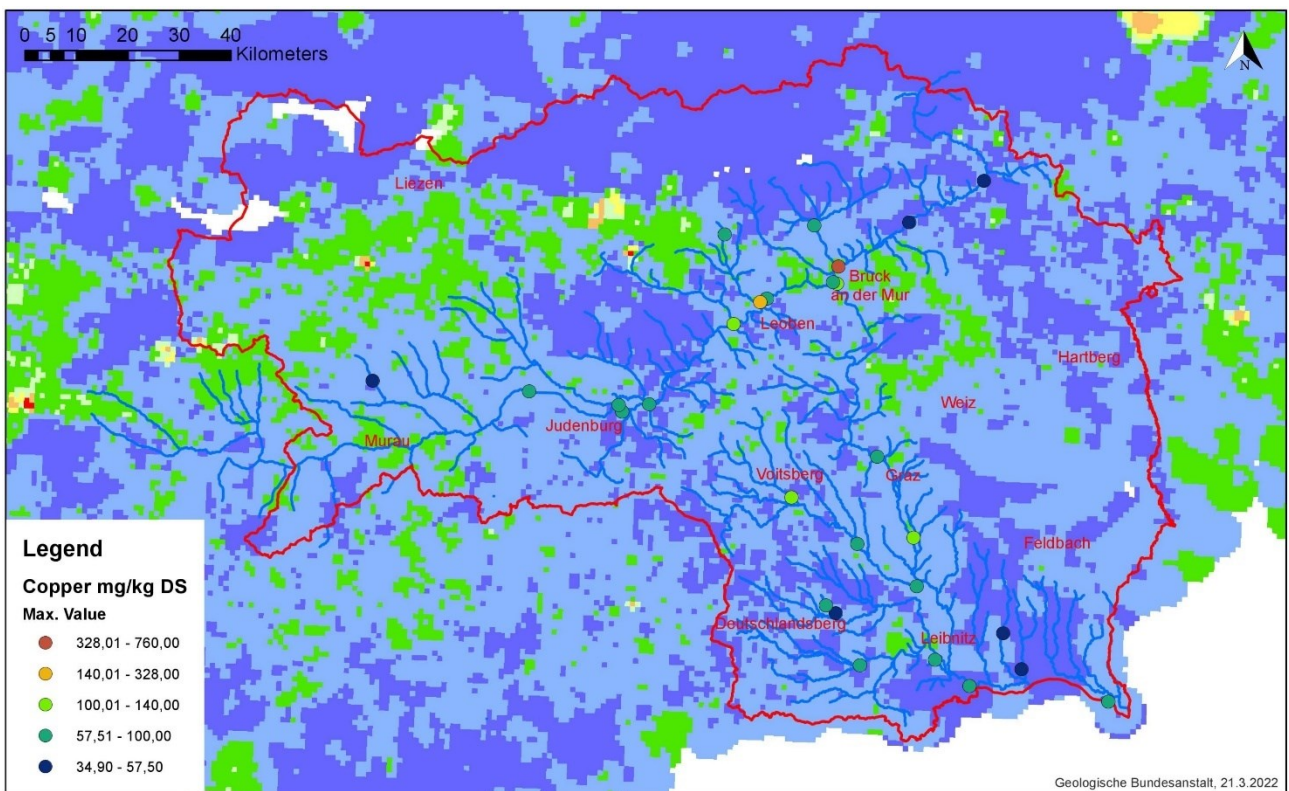 0 5 10 20 30 40
Kilometers
N
Liezen
Bruck
an der Mur
Leoben
Hartberg
Weiz
Judenburg
Murau
Voitsberg
Graz
Feldbach
Deutschlandsberg
Leibnitz
Legend
Copper mg/kg DS
Max. Value
328,01 - 760,00
140,01 - 328,00
100,01 - 140,00
57,51 - 100,00
34,90 - 57,50
Geologische Bundesanstalt, 21.3.2022